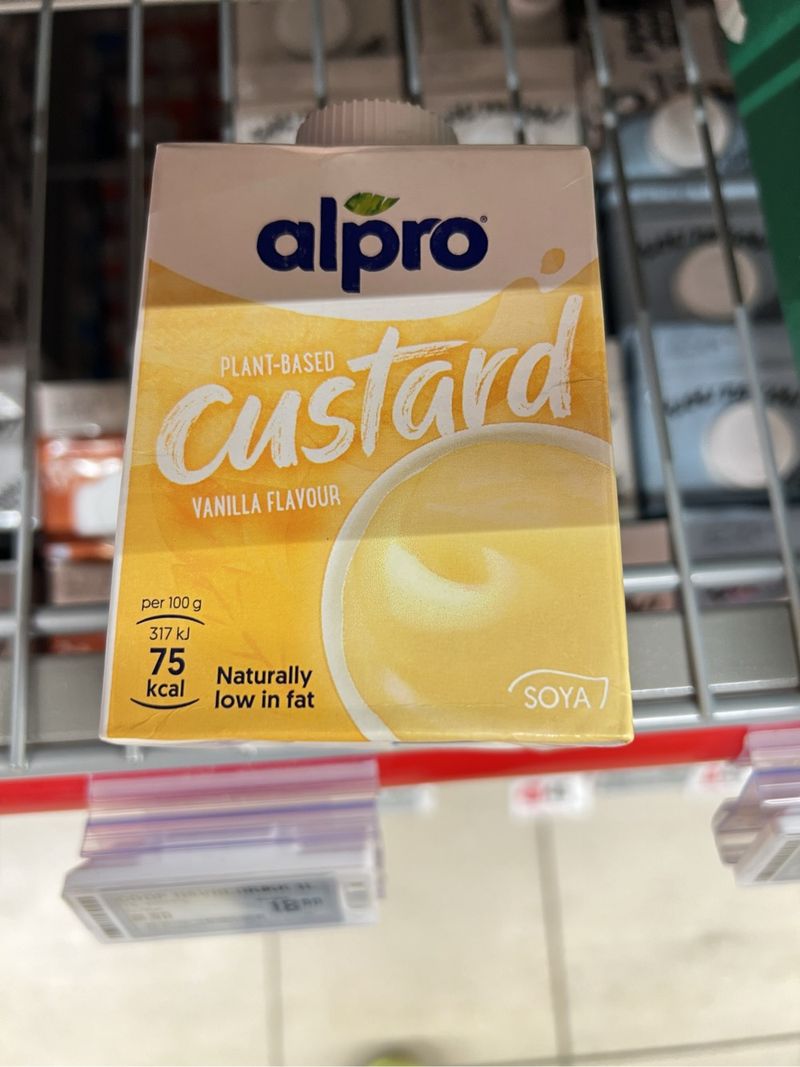 alpro
PLANT-BASED
custard
VANILLA FLAVOUR
per 100 g
317 kJ
75
kcal
Naturally
low in fat
SOYA